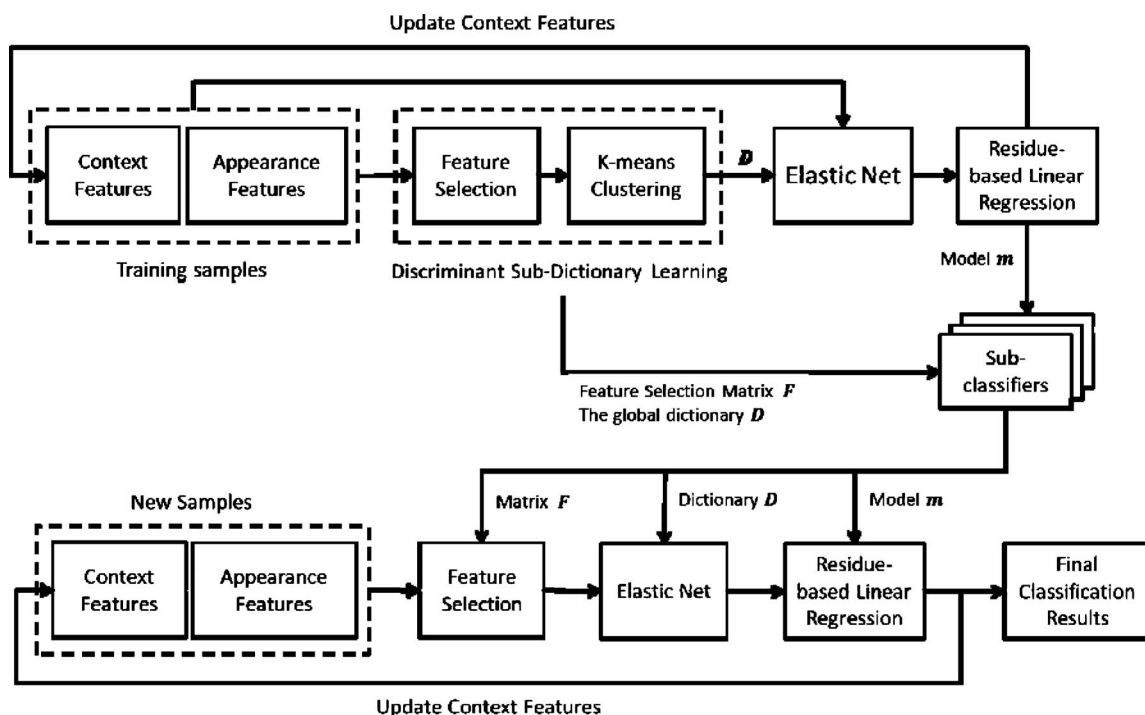 Update Context Features
Context
Features
Appearance
Features
Training samples
Feature
Selection
K-means
Clustering
Discriminant Sub-Dictionary Learning
D
Elastic Net
Residue-
based Linear
Regression
Model m
Sub-
classifiers
Feature Selection Matrix F
The global dictionary D
New Samples
Matrix F
Dictionary D
Model m
Context
Features
Appearance
Features
Feature
Selection
Elastic Net
Residue-
based Linear
Regression
Final
Classification
Results
Update Context Features